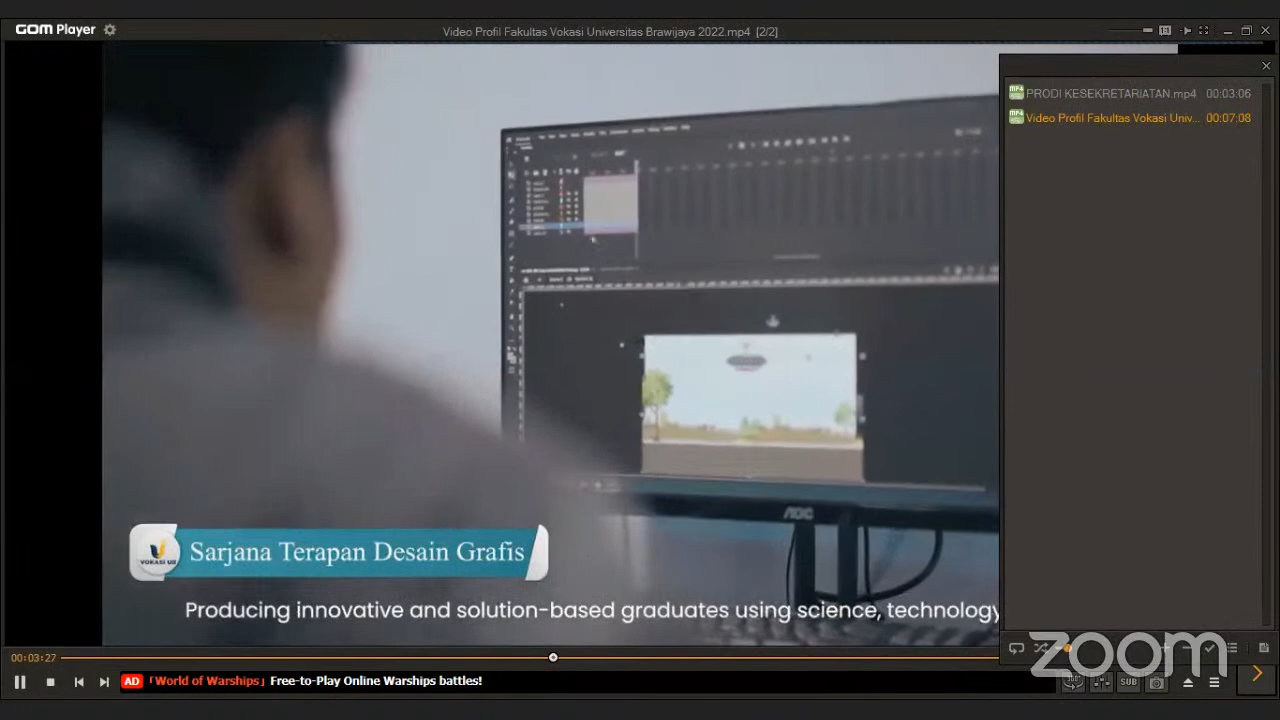 GOM Player
Video Profil Fakultas Vokasi Universitas Brawijaya 2022.mp4 [2/2]
PRODI KESEKRETARIATAN.mp4 00:03:06
Video Profil Fakultas Vokasi Univ... 00:07:08
AOC
VOKASI UB
Sarjana Terapan Desain Grafis
Producing innovative and solution-based graduates using science, technology
zoom
00:03:27
AD 「World of Warships」 Free-to-Play Online Warships battles!
360°
SUB